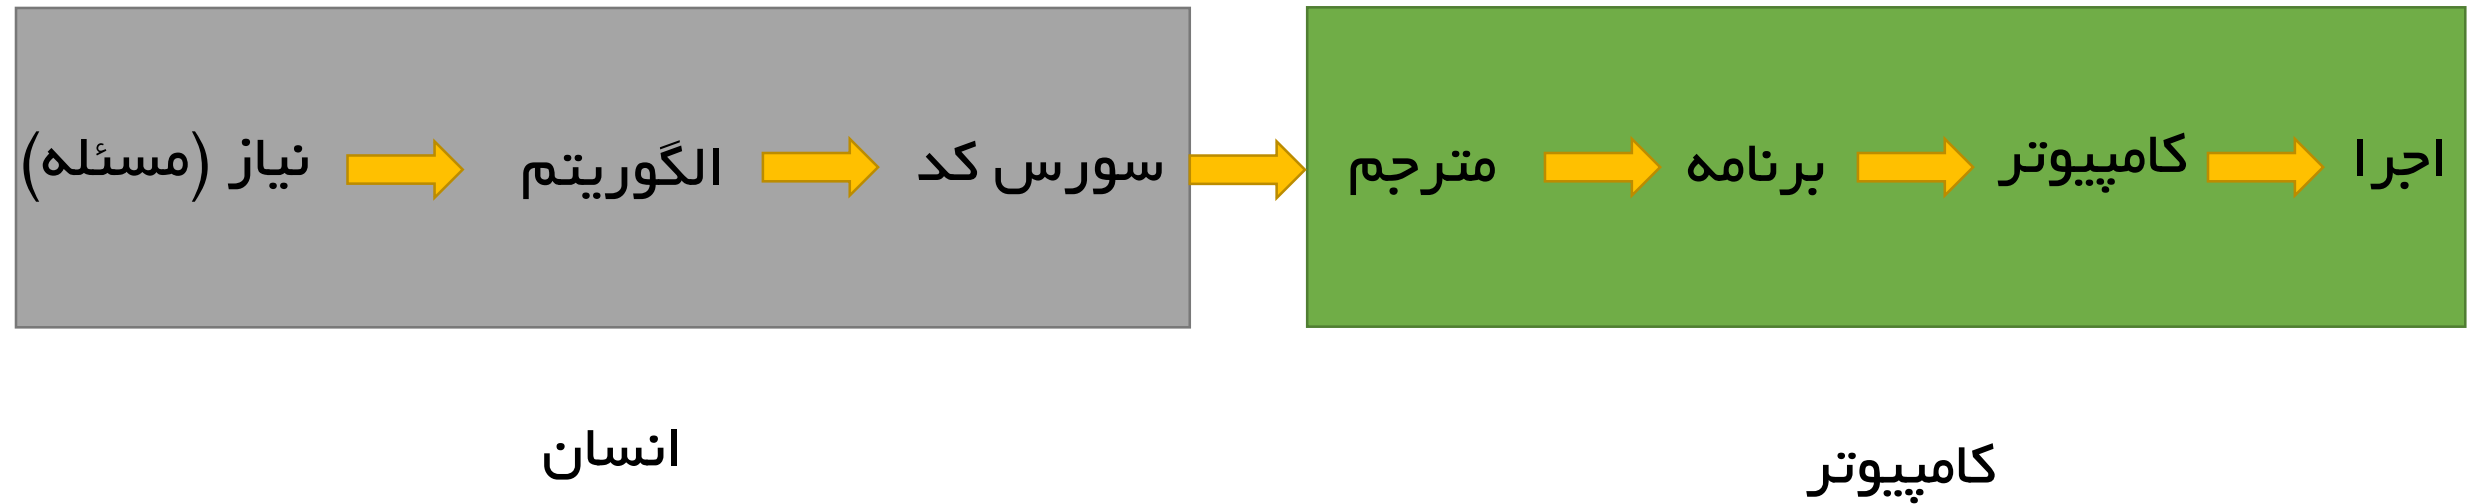 نیاز (مسئله)
الگوریتم
سورس کد
مترجم
برنامه
کامپیوتر
اجرا
انسان
کامپیوتر